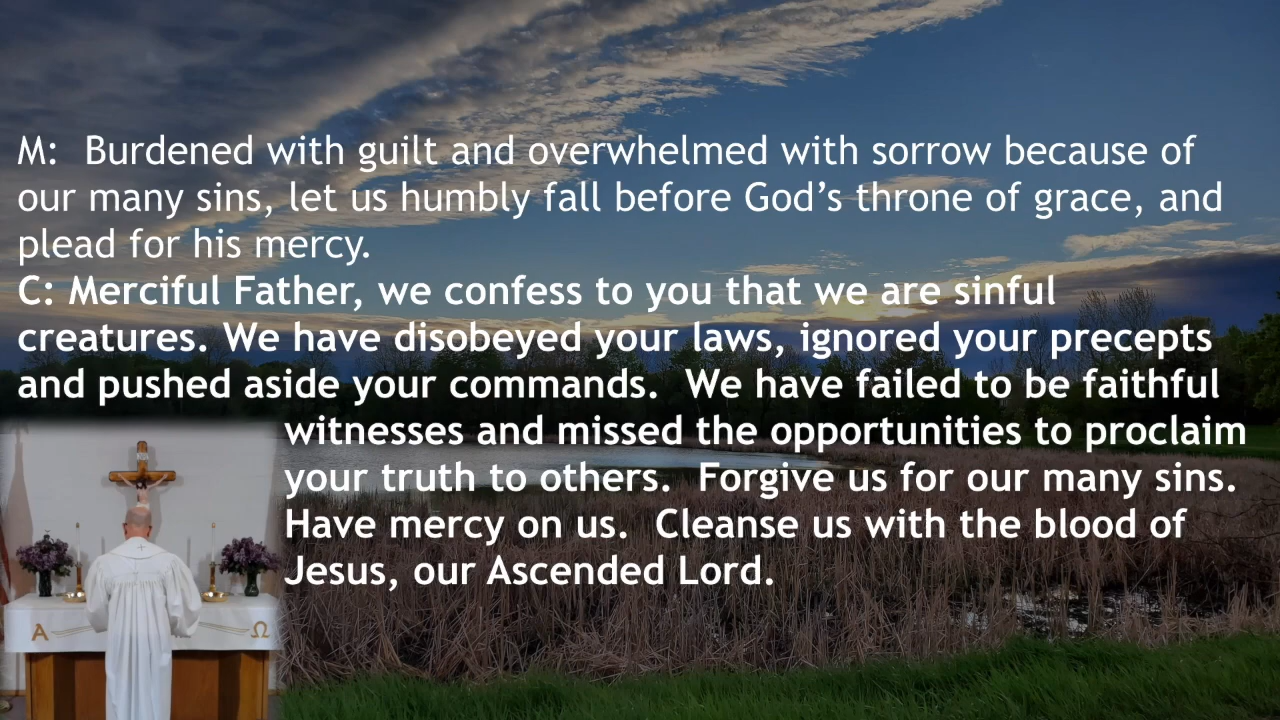 M:  Burdened with guilt and overwhelmed with sorrow because of
our many sins, let us humbly fall before God’s throne of grace, and
plead for his mercy.
C: Merciful Father, we confess to you that we are sinful
creatures. We have disobeyed your laws, ignored your precepts
and pushed aside your commands.  We have failed to be faithful
witnesses and missed the opportunities to proclaim
your truth to others.  Forgive us for our many sins.
Have mercy on us.  Cleanse us with the blood of
Jesus, our Ascended Lord.
Α Ω